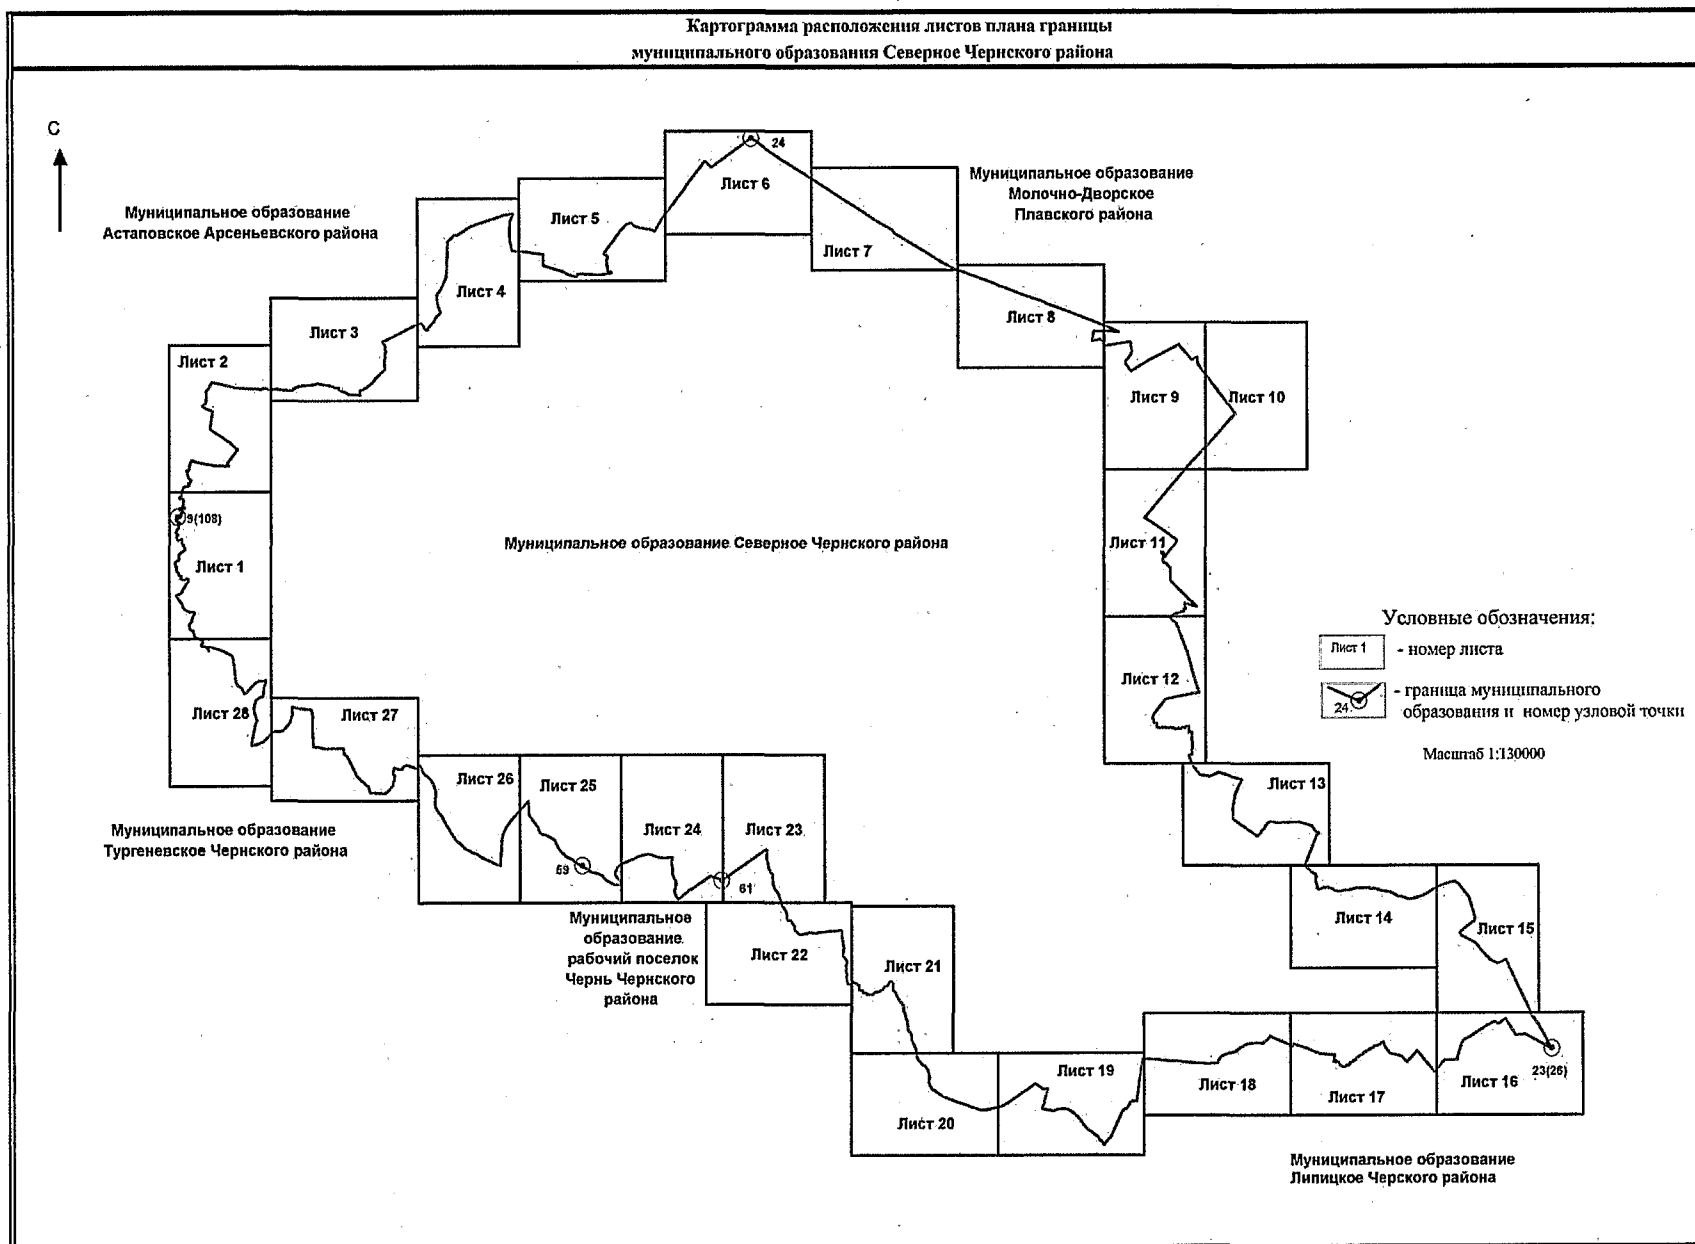 Картограмма расположения листов плана границы
муниципального образования Северное Чернского района
С
24
Лист 6
Муниципальное образование
Молочно-Дворское
Плавского района
Муниципальное образование
Астаповское Арсеньевского района
Лист 5
Лист 7
Лист 4
Лист 3
Лист 8
Лист 2
Лист 9
Лист 10
9(108)
Муниципальное образование Северное Чернского района
Лист 11
Лист 1
Условные обозначения:
Лист 1
- номер листа
Лист 12
24
- граница муниципального
образования и номер узловой точки
Масштаб 1:130000
Лист 28
Лист 27
Лист 26
Лист 25
Лист 13
Муниципальное образование
Тургеневское Чернского района
Лист 24
Лист 23
59
61
Муниципальное
образование
рабочий поселок
Чернь Чернского
района
Лист 22
Лист 21
Лист 14
Лист 15
Лист 19
Лист 18
Лист 17
Лист 16
23(26)
Лист 20
Муниципальное образование
Липицкое Черского района